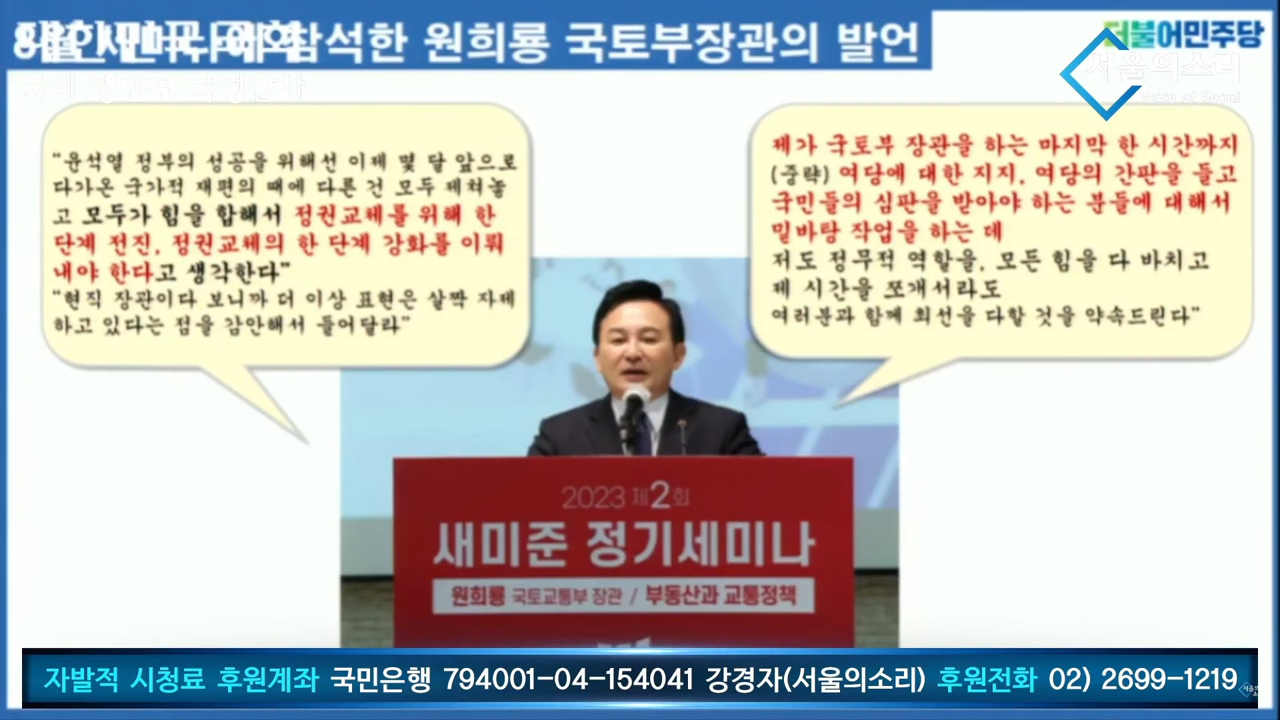 참석한 원희룡 국토부장관의 발언
더불어민주당
서울의소리
Voice of Seoul
"윤석열 정부의 성공을 위해선 이제 몇 달 앞으로
다가온 국가적 재편의 때에 다른 건 모두 제쳐놓
고 모두가 힘을 합해서 정권교체를 위해 한
단계 전진, 정권교체의 한 단계 강화를 이뤄
내야 한다고 생각한다"
"현직 장관이다 보니까 더 이상 표현은 살짝 자제
하고 있다는 점을 감안해서 들어달라"
제가 국토부 장관을 하는 마지막 한 시간까지
(중략) 여당에 대한 지지, 여당의 간판을 들고
국민들의 심판을 받아야 하는 분들에 대해서
밑바탕 작업을 하는 데
저도 정무적 역할을, 모든 힘을 다 바치고
제 시간을 쪼개서라도
여러분과 함께 최선을 다할 것을 약속드린다"
2023 제2회
새미준 정기세미나
원희룡 국토교통부 장관 / 부동산과 교통정책
자발적 시청료 후원계좌 국민은행 794001-04-154041 강경자(서울의소리) 후원전화 02) 2699-1219